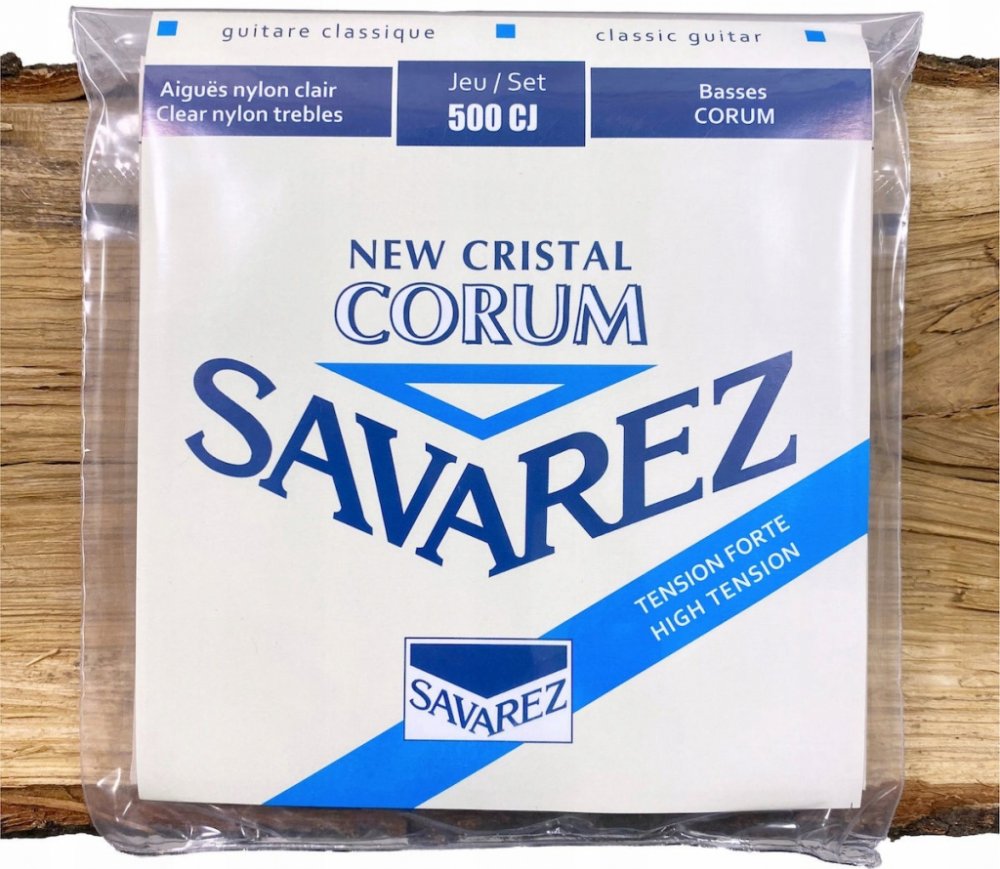 guitare classique
classic guitar
Aiguës nylon clair
Clear nylon trebles
Jeu / Set
500 CJ
Basses
CORUM
NEW CRISTAL
CORUM
SAVAREZ
TENSION FORTE
HIGH TENSION
SAVAREZ